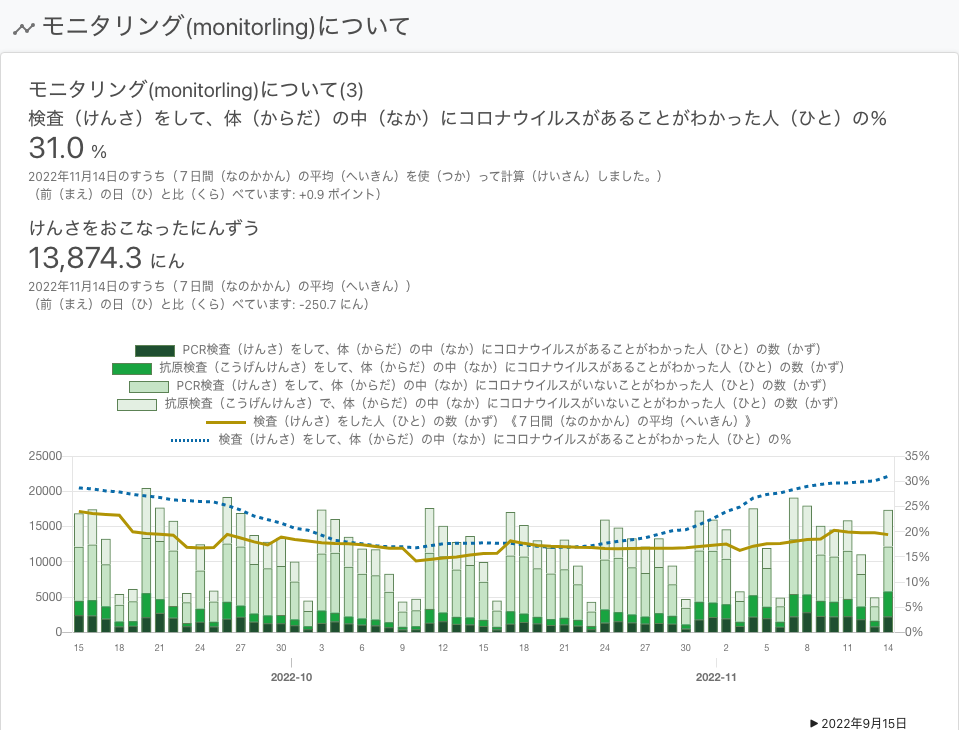 モニタリング(monitorling)について
モニタリング(monitorling)について(3)
検査（けんさ）をして、体（からだ）の中（なか）にコロナウイルスがあることがわかった人（ひと）の%
31.0 %
2022年11月14日のすうち（７日間（なのかかん）の平均（へいきん）を使（つか）って計算（けいさん）しました。）
（前（まえ）の日（ひ）と比（くら）べています: +0.9 ポイント）
けんさをおこなったにんずう
13,874.3 にん
2022年11月14日のすうち（７日間（なのかかん）の平均（へいきん））
（前（まえ）の日（ひ）と比（くら）べています: -250.7 にん）
PCR検査（けんさ）をして、体（からだ）の中（なか）にコロナウイルスがあることがわかった人（ひと）の数（かず）
抗原検査（こうげんけんさ）をして、体（からだ）の中（なか）にコロナウイルスがあることがわかった人（ひと）の数（かず）
PCR検査（けんさ）をして、体（からだ）の中（なか）にコロナウイルスがいないことがわかった人（ひと）の数（かず）
抗原検査（こうげんけんさ）で、体（からだ）の中（なか）にコロナウイルスがいないことがわかった人（ひと）の数（かず）
検査（けんさ）をした人（ひと）の数（かず）《７日間（なのかかん）の平均（へいきん）》
検査（けんさ）をして、体（からだ）の中（なか）にコロナウイルスがあることがわかった人（ひと）の%
25000 35%
30%
20000
25%
15000 20%
15%
10000
10%
5000
5%
0 0%
15 18 21 24 27 30 3 6 9 12 15 18 21 24 27 30 2 5 8 11 14
2022-10 2022-11
▶ 2022年9月15日